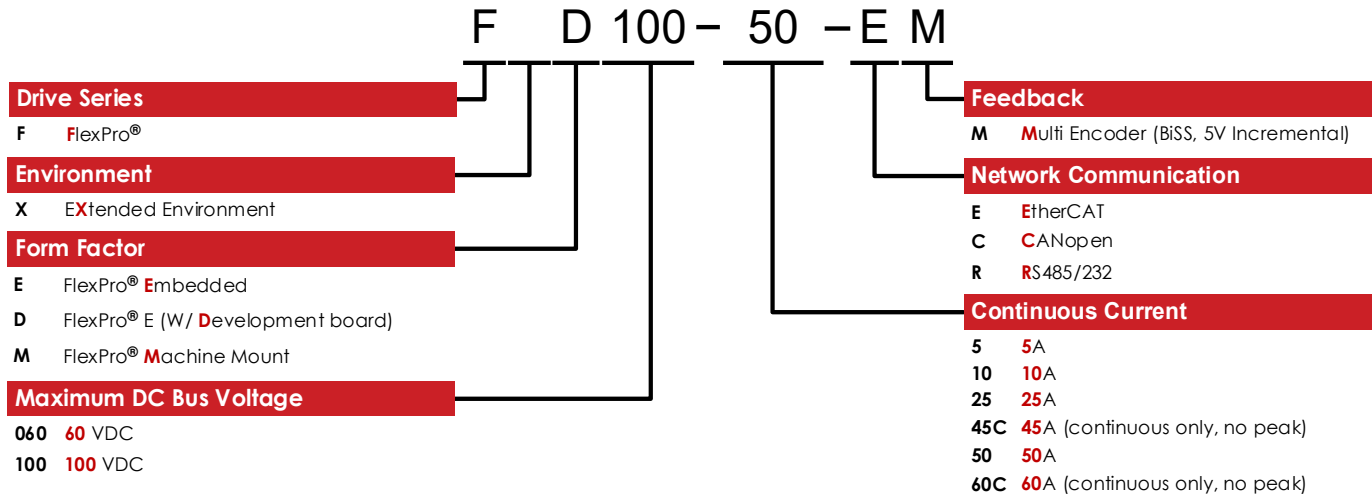 F D 100 – 50 – E M
Drive Series
F FlexPro®
Environment
X EXtended Environment
Form Factor
E FlexPro® Embedded
D FlexPro® E (W/ Development board)
M FlexPro® Machine Mount
Maximum DC Bus Voltage
060 60 VDC
100 100 VDC
Feedback
M Multi Encoder (BiSS, 5V Incremental)
Network Communication
E EtherCAT
C CANopen
R RS485/232
Continuous Current
5 5A
10 10A
25 25A
45C 45A (continuous only, no peak)
50 50A
60C 60A (continuous only, no peak)